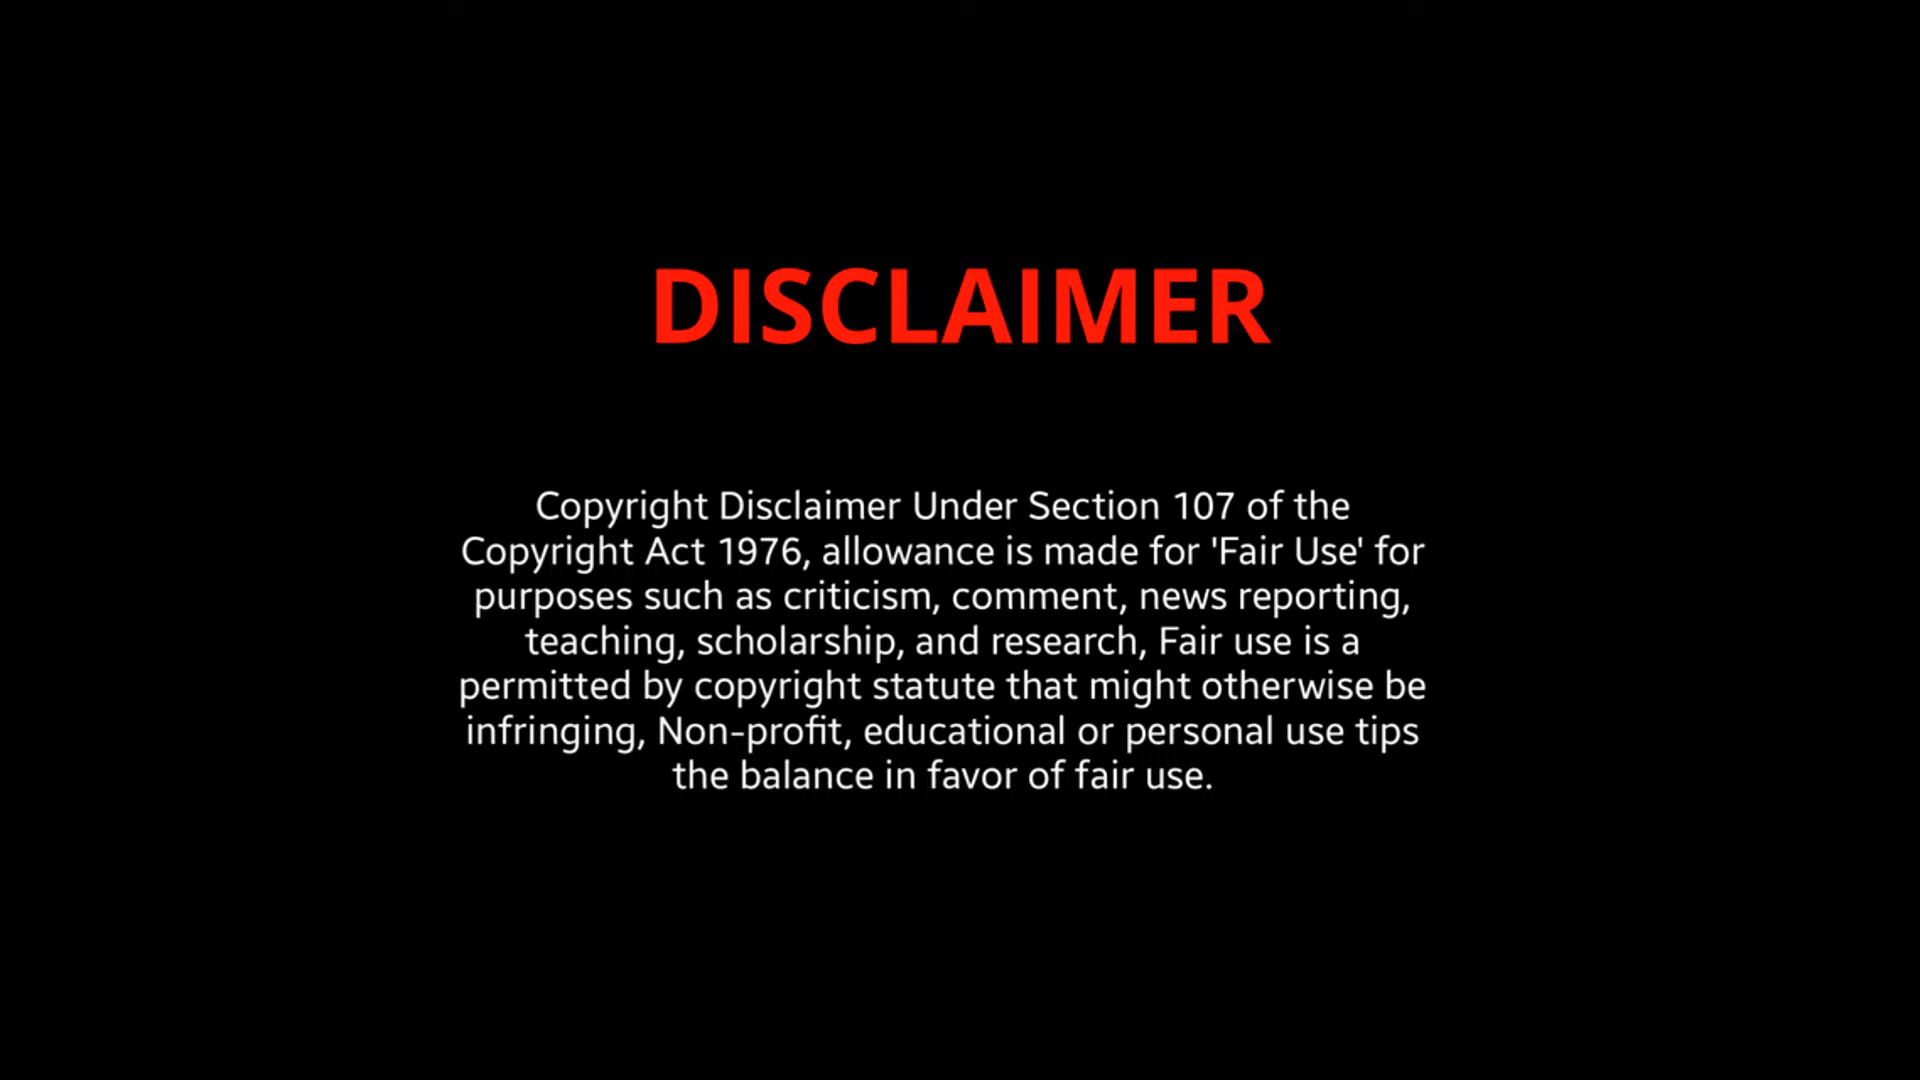 DISCLAIMER
Copyright Disclaimer Under Section 107 of the
Copyright Act 1976, allowance is made for 'Fair Use' for
purposes such as criticism, comment, news reporting,
teaching, scholarship, and research, Fair use is a
permitted by copyright statute that might otherwise be
infringing, Non-profit, educational or personal use tips
the balance in favor of fair use.